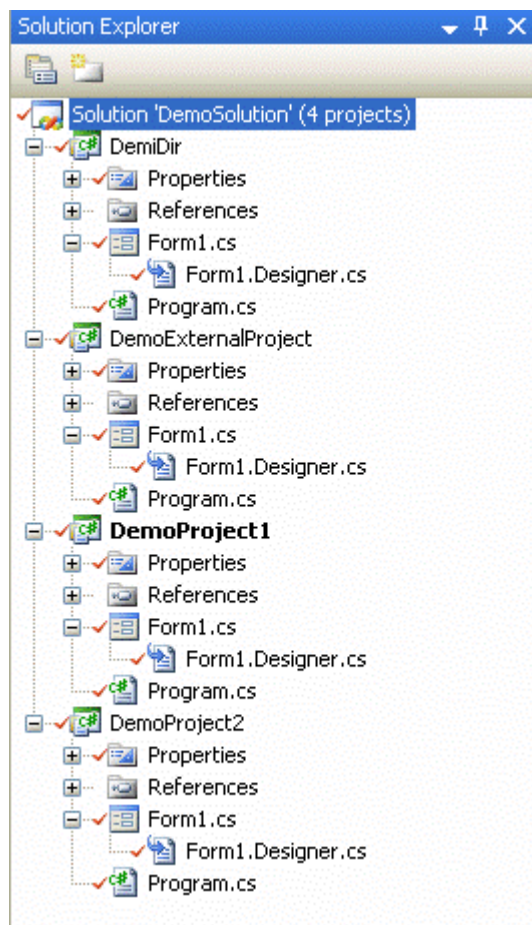 Solution Explorer
Solution 'DemoSolution' (4 projects)
DemiDir
Properties
References
Form1.cs
Form1.Designer.cs
Program.cs
DemoExternalProject
Properties
References
Form1.cs
Form1.Designer.cs
Program.cs
DemoProject1
Properties
References
Form1.cs
Form1.Designer.cs
Program.cs
DemoProject2
Properties
References
Form1.cs
Form1.Designer.cs
Program.cs